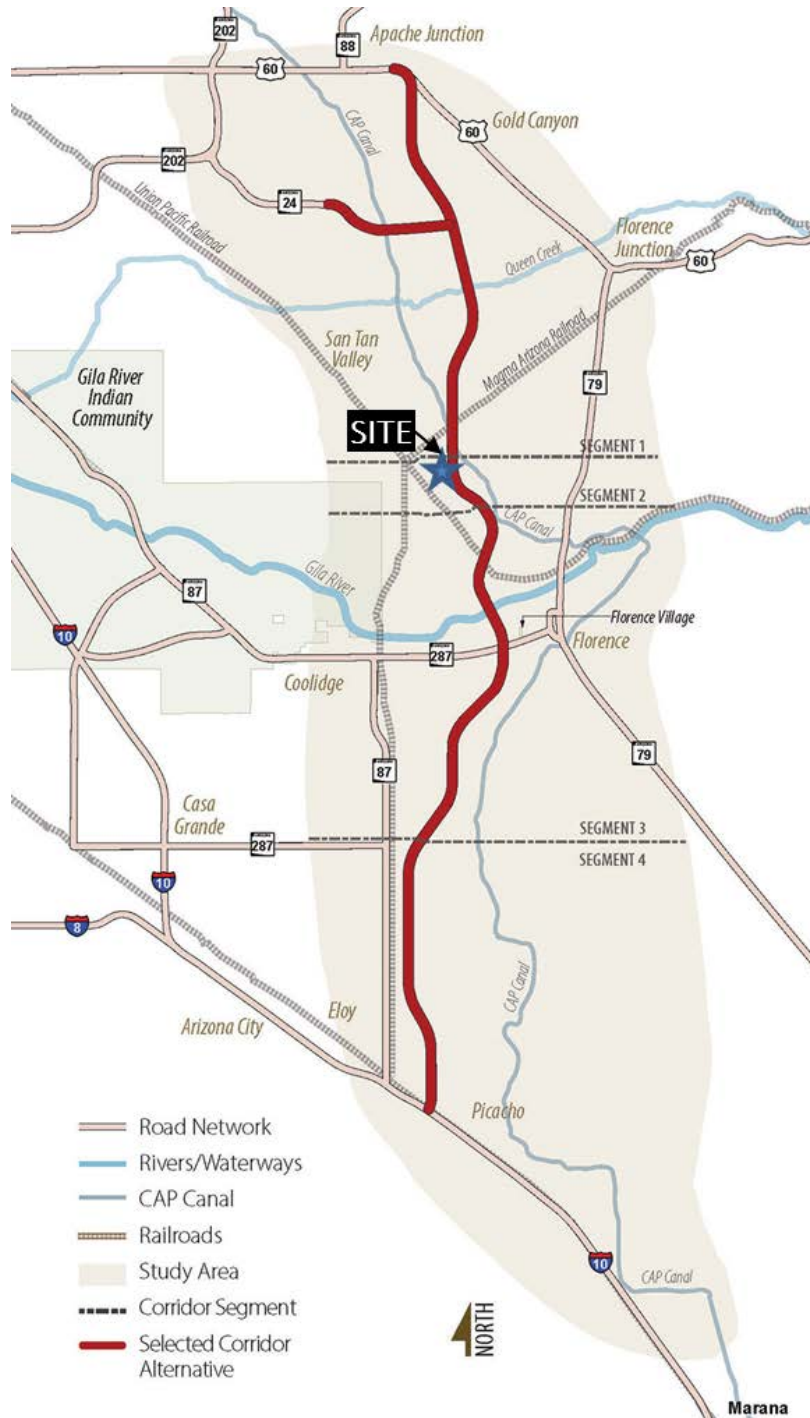 202
88
Apache Junction
60
CAP Canal
Gold Canyon
60
202
Union Pacific Railroad
24
Florence
Junction
60
Queen Creek
San Tan
Valley
Magma Arizona Railroad
79
Gila River
Indian
Community
SITE
SEGMENT 1
SEGMENT 2
CAP Canal
87
Gila River
10
Florence Village
Florence
287
Coolidge
79
87
Casa
Grande
SEGMENT 3
287
SEGMENT 4
10
8
CAP Canal
Eloy
Arizona City
Picacho
Road Network
Rivers/Waterways
CAP Canal
Railroads
Study Area
Corridor Segment
Selected Corridor
Alternative
10
CAP Canal
NORTH
Marana